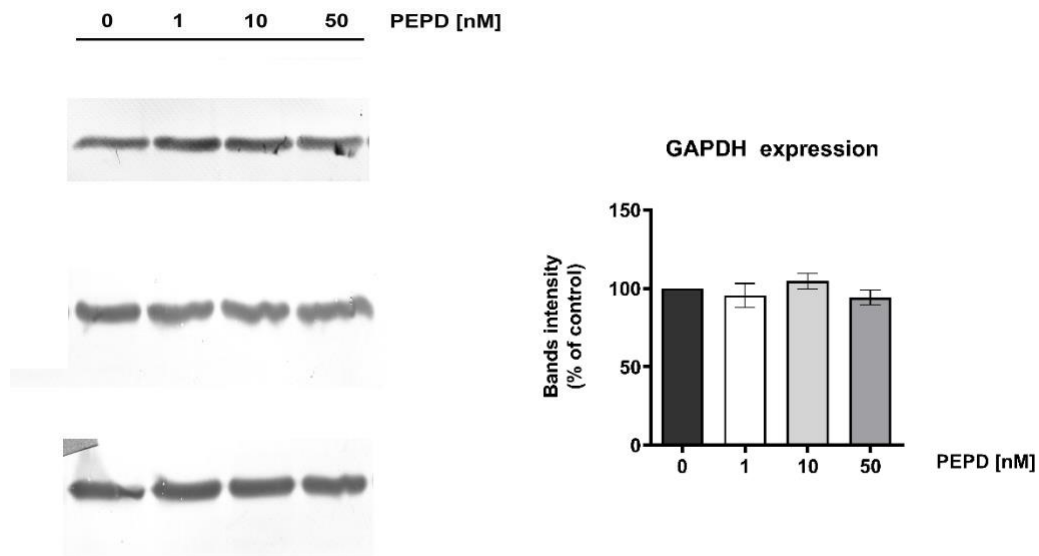 0 1 10 50 PEPD [nM]
GAPDH expression
Bands intensity
(% of control)
150
100
50
0
0 1 10 50 PEPD [nM]